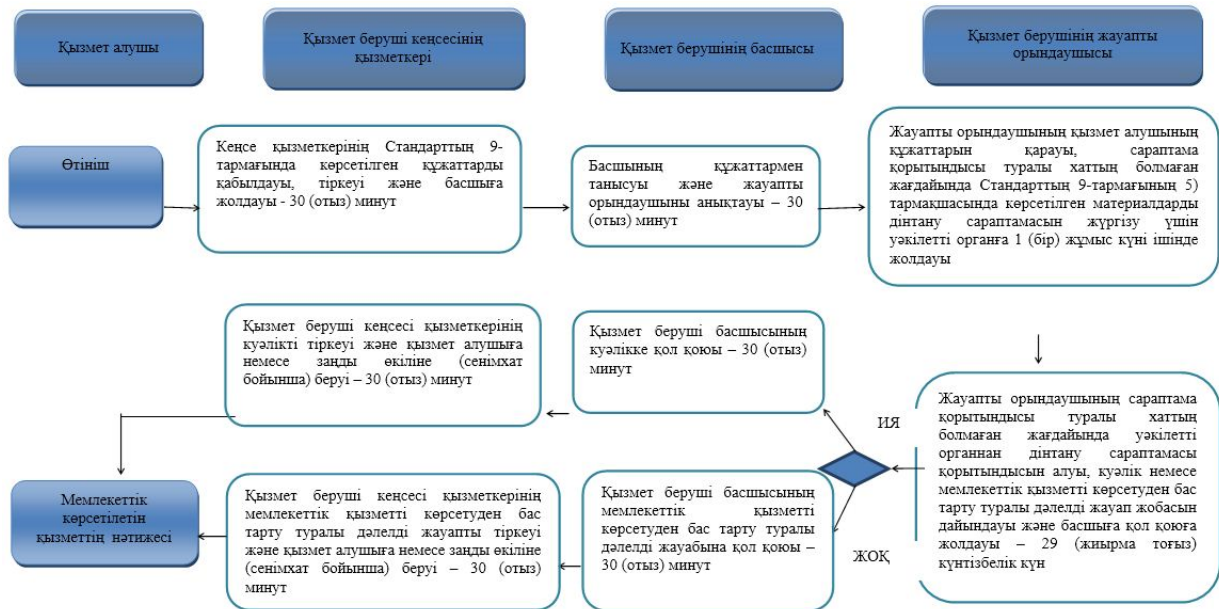 Қызмет алушы
Қызмет беруші кеңсесінің
қызметкері
Қызмет берушінің басшысы
Қызмет берушінің жауапты
орындаушысы
Өтініш
Кеңсе қызметкерінің Стандарттың 9-
тармағында көрсетілген құжаттарды
қабылдауы, тіркеуі және басшыға
жолдауы - 30 (отыз) минут
Басшының құжаттармен
танысуы және жауапты
орындаушыны анықтауы – 30
(отыз) минут
Жауапты орындаушының қызмет алушының
құжаттарын қарауы, сараптама
қорытындысы туралы хаттың болмаған
жағдайында Стандарттың 9-тармағының 5)
тармақшасында көрсетілген материалдарды
дінтану сараптамасын жүргізу үшін
уәкілетті органға 1 (бір) жұмыс күні ішінде
жолдауы
Қызмет беруші кеңсесі қызметкерінің
куәлікті тіркеуі және қызмет алушыға
немесе заңды өкіліне (сенімхат
бойынша) беруі – 30 (отыз) минут
Қызмет беруші басшысының
куәлікке қол қоюы – 30 (отыз)
минут
ИЯ
Жауапты орындаушының сараптама
қорытындысы туралы хаттың
болмаған жағдайында уәкілетті
органнан дінтану сараптамасы
қорытындысын алуы, куәлік немесе
мемлекеттік қызметті көрсетуден бас
тарту туралы дәлелді жауап жобасын
дайындауы және басшыға қол қоюға
жолдауы – 29 (жиырма тоғыз)
күнтізбелік күн
Мемлекеттік
көрсетілетін
қызметтің нәтижесі
Қызмет беруші кеңсесі қызметкерінің
мемлекеттік қызметті көрсетуден бас
тарту туралы дәлелді жауапты тіркеуі
және қызмет алушыға немесе заңды өкіліне
(сенімхат бойынша) беруі – 30 (отыз)
минут
Қызмет беруші басшысының
мемлекеттік қызметті
көрсетуден бас тарту туралы
дәлелді жауабына қол қоюы –
30 (отыз) минут
ЖОҚ